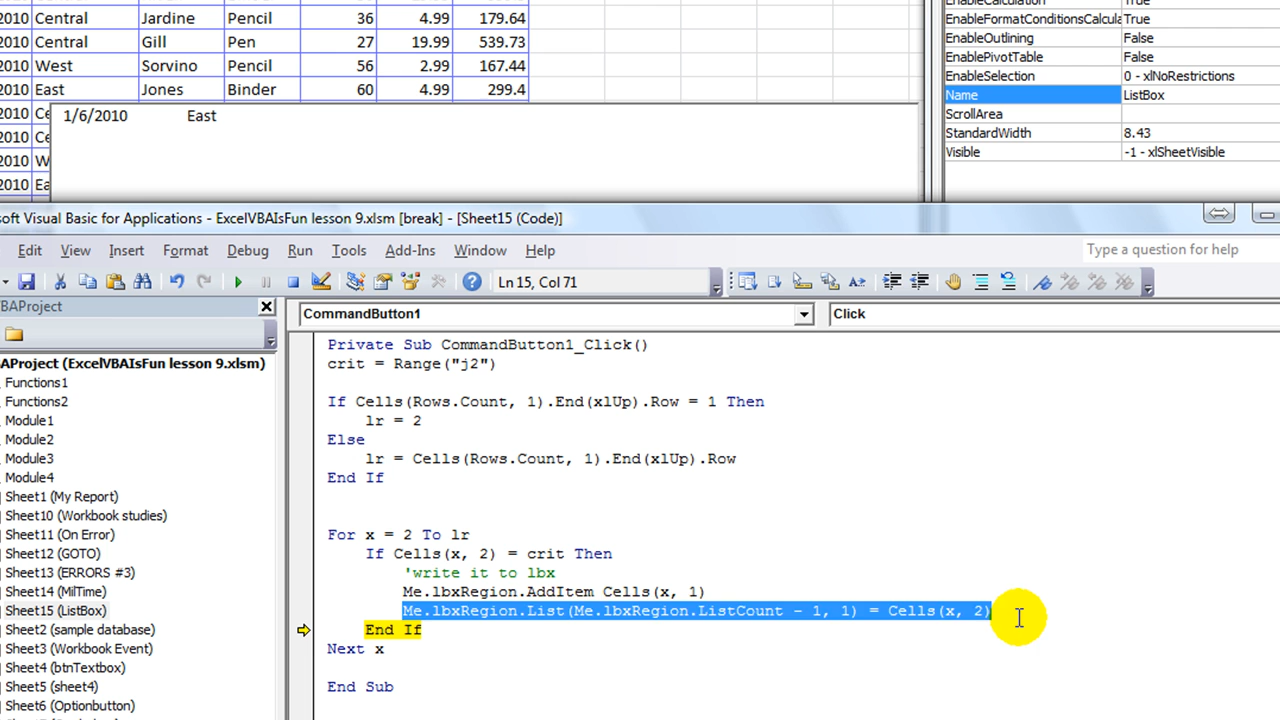 2010 Central Jardine Pencil 36 4.99 179.64
2010 Central Gill Pen 27 19.99 539.73
2010 West Sorvino Pencil 56 2.99 167.44
2010 East Jones Binder 60 4.99 299.4
2010 Ce
2010 Ce
2010 W
2010 Ea
1/6/2010 East
EnableCalculation True
EnableFormatConditionsCalcula True
EnableOutlining False
EnablePivotTable False
EnableSelection 0 - xlNoRestrictions
Name ListBox
ScrollArea
StandardWidth 8.43
Visible -1 - xlSheetVisible
soft Visual Basic for Applications - ExcelVBAIsFun lesson 9.xlsm [break] - [Sheet15 (Code)]
Edit View Insert Format Debug Run Tools Add-Ins Window Help Type a question for help
Ln 15, Col 71
BAProject
CommandButton1 Click
AProject (ExcelVBAIsFun lesson 9.xlsm)
Functions1
Functions2
Module1
Module2
Module3
Module4
Sheet1 (My Report)
Sheet10 (Workbook studies)
Sheet11 (On Error)
Sheet12 (GOTO)
Sheet13 (ERRORS #3)
Sheet14 (MilTime)
Sheet15 (ListBox)
Sheet2 (sample database)
Sheet3 (Workbook Event)
Sheet4 (btnTextbox)
Sheet5 (sheet4)
Sheet6 (Optionbutton)
Private Sub CommandButton1_Click()
crit = Range("j2")
If Cells(Rows.Count, 1).End(xlUp).Row = 1 Then
lr = 2
Else
lr = Cells(Rows.Count, 1).End(xlUp).Row
End If
For x = 2 To lr
If Cells(x, 2) = crit Then
'write it to lbx
Me.lbxRegion.AddItem Cells(x, 1)
Me.lbxRegion.List(Me.lbxRegion.ListCount - 1, 1) = Cells(x, 2)
End If
Next x
End Sub